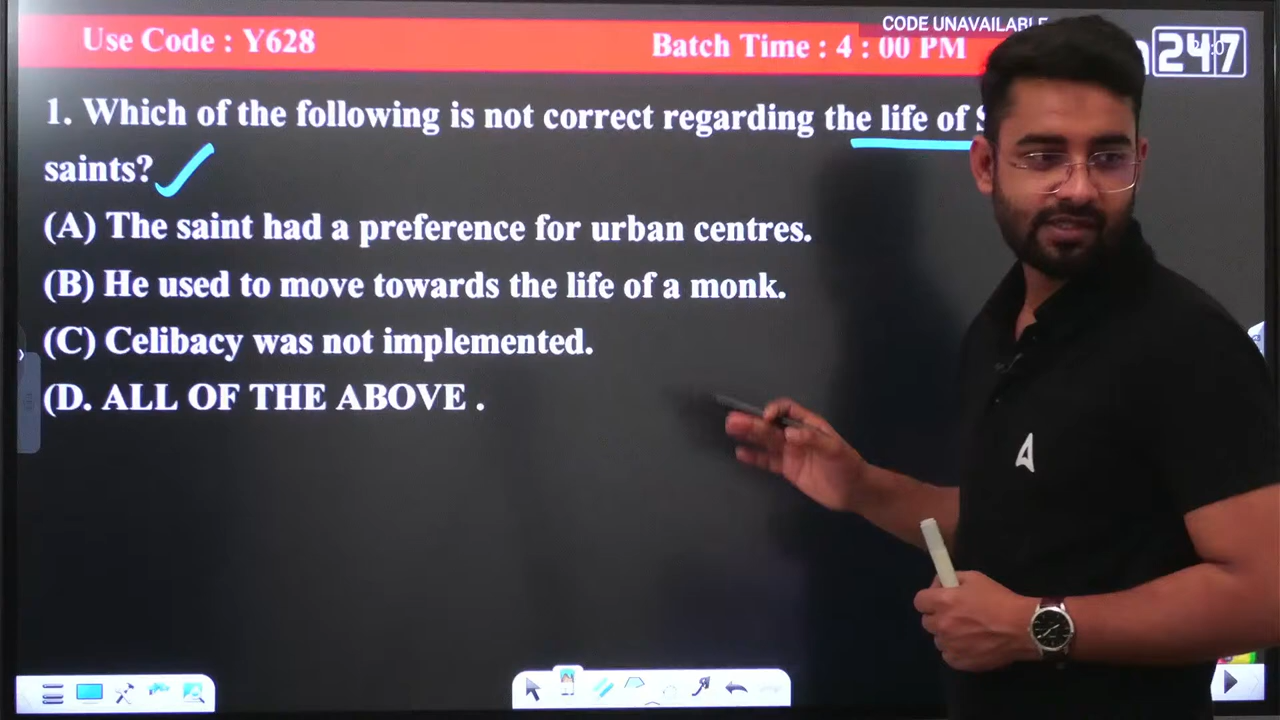 CODE UNAVAILABLE
Use Code : Y628
Batch Time : 4 : 00 PM
247
1. Which of the following is not correct regarding the life of
saints?
(A) The saint had a preference for urban centres.
(B) He used to move towards the life of a monk.
(C) Celibacy was not implemented.
(D. ALL OF THE ABOVE .